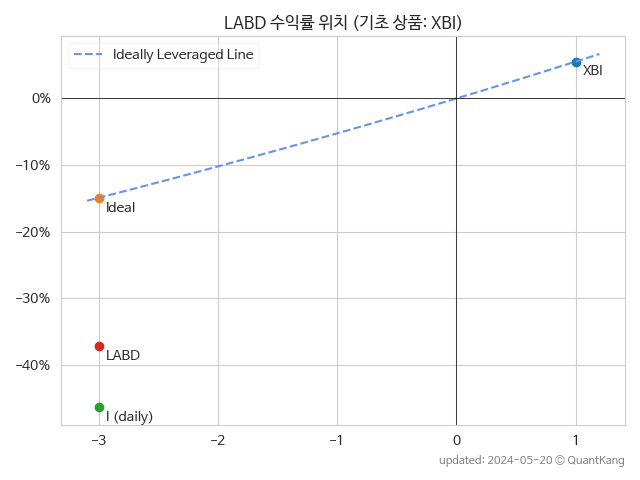 LABD 수익률 위치 (기초 상품: XBI)
Ideally Leveraged Line
XBI
0%
-10%
Ideal
-20%
-30%
LABD
-40%
I (daily)
-3
-2
-1
0
1
updated: 2024-05-20 © QuantKang